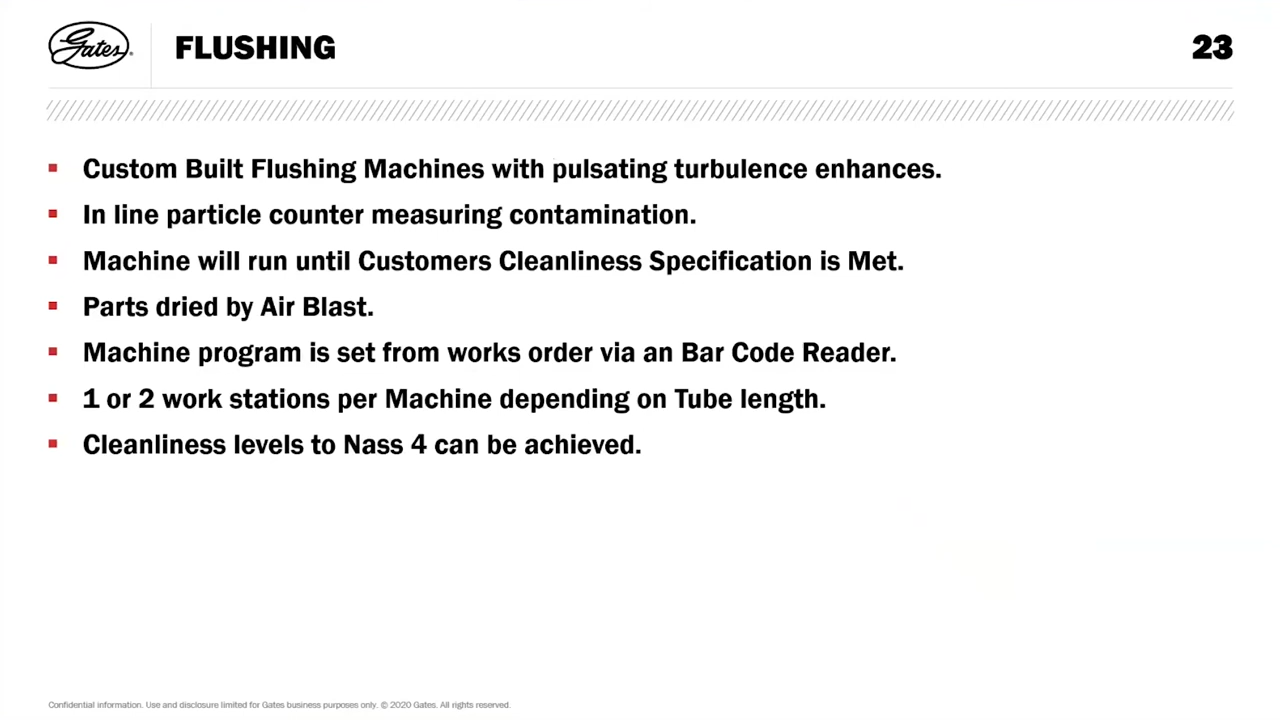 Gates
FLUSHING
23
Custom Built Flushing Machines with pulsating turbulence enhances.
In line particle counter measuring contamination.
Machine will run until Customers Cleanliness Specification is Met.
Parts dried by Air Blast.
Machine program is set from works order via an Bar Code Reader.
1 or 2 work stations per Machine depending on Tube length.
Cleanliness levels to Nass 4 can be achieved.
Confidential information. Use and disclosure limited for Gates business purposes only. © 2020 Gates. All rights reserved.